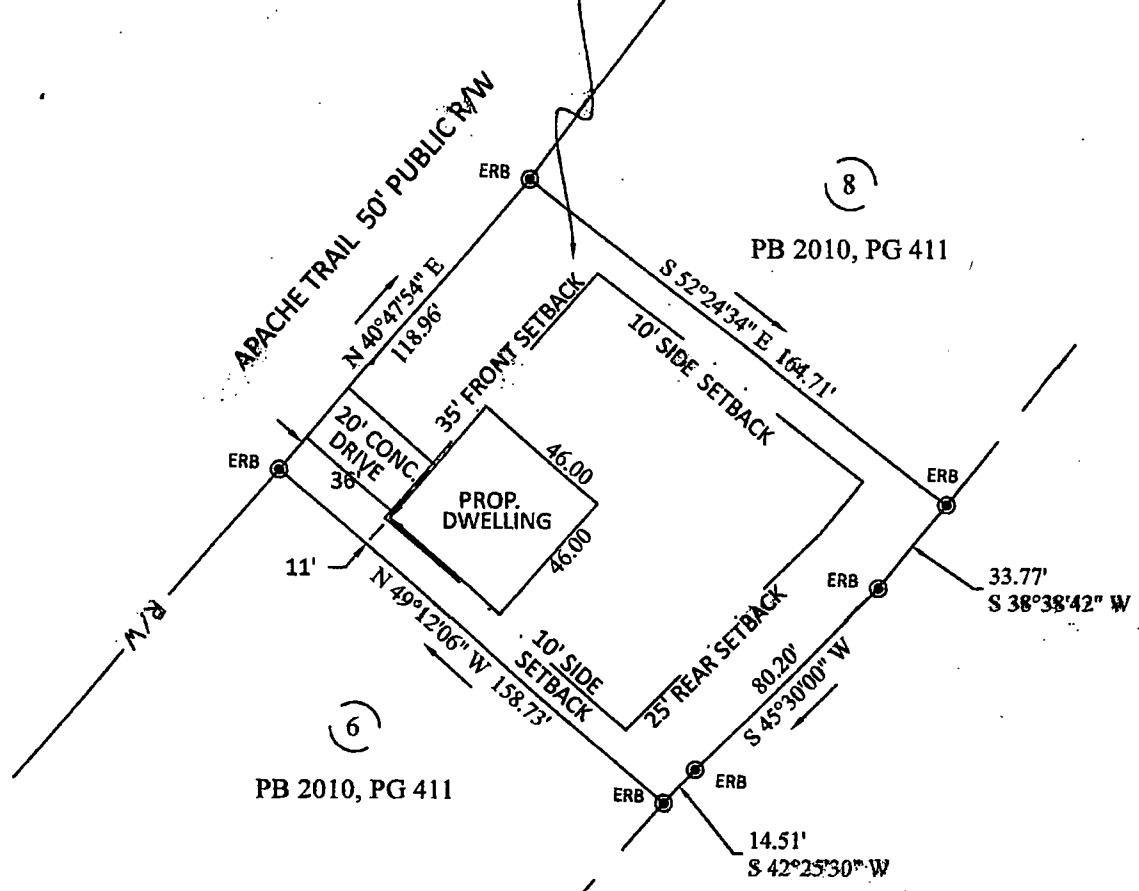 APACHE TRAIL 50' PUBLIC R/W
ERB
8
PB 2010, PG 411
N 40°47'54" E
118.96'
S 52°24'34" E 164.71'
35' FRONT SETBACK
10' SIDE SETBACK
20' CONC.
DRIVE
36'
ERB
46.00
PROP.
DWELLING
46.00
ERB
11'
ERB
33.77'
S 38°38'42" W
R/W
N 49°12'06" W 158.73'
10' SIDE
SETBACK
25' REAR SETBACK
80.20'
S 45°30'00" W
6
PB 2010, PG 411
ERB
ERB
14.51'
S 42°25'30" W